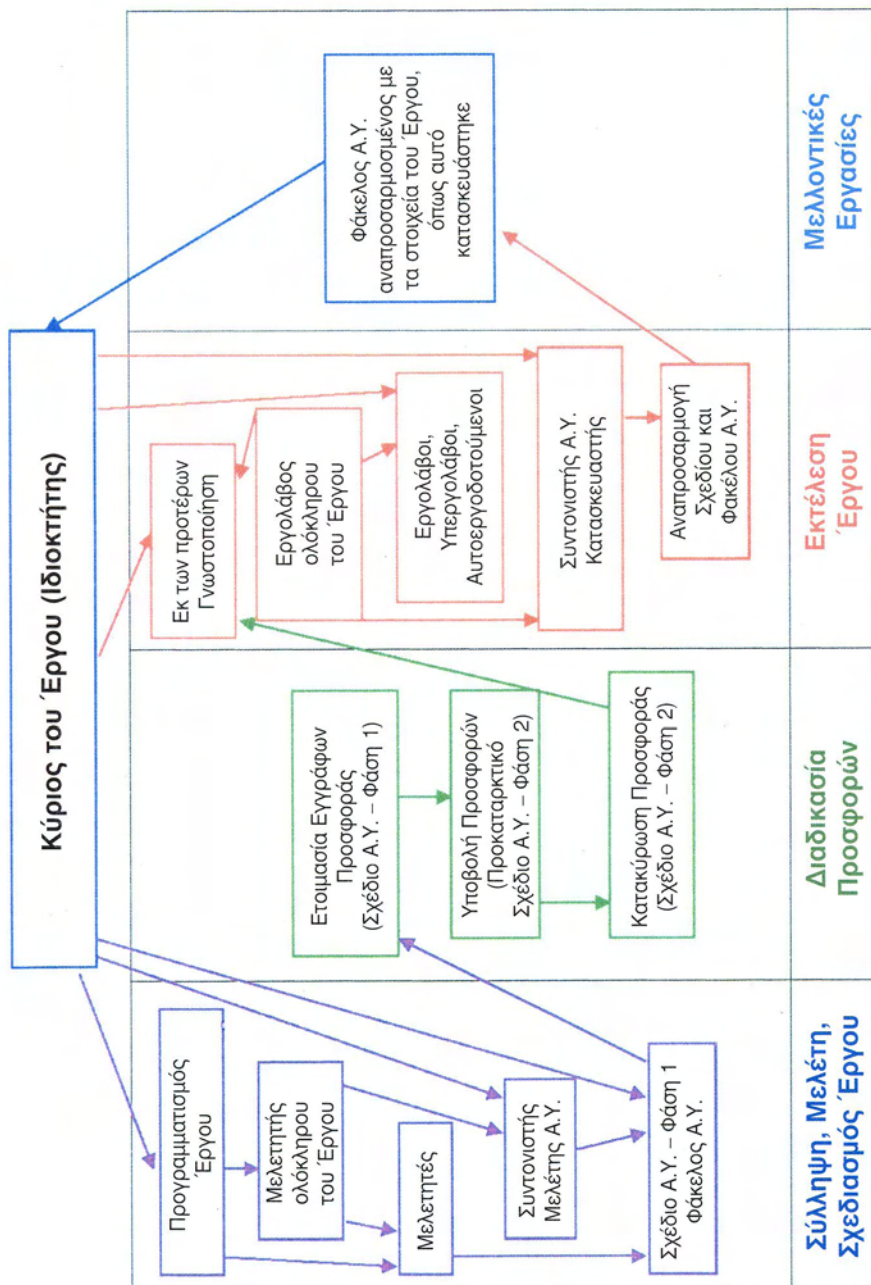 Κύριος του Έργου (Ιδιοκτήτης)
Προγραμματισμός
Έργου
Μελετητής
ολόκληρου
του Έργου
Μελετητές
Συντονιστής
Μελέτης Α.Υ.
Σχέδιο Α.Υ. – Φάση 1
Φάκελος Α.Υ.
Σύλληψη, Μελέτη,
Σχεδιασμός Έργου
Ετοιμασία Εγγράφων
Προσφοράς
(Σχέδιο Α.Υ. – Φάση 1)
Υποβολή Προσφορών
(Προκαταρκτικό
Σχέδιο Α.Υ. – Φάση 2)
Κατακύρωση Προσφοράς
(Σχέδιο Α.Υ. – Φάση 2)
Διαδικασία
Προσφορών
Εκ των προτέρων
Γνωστοποίηση
Εργολάβος
ολόκληρου
του Έργου
Εργολάβοι,
Υπεργολάβοι,
Αυτοεργοδοτούμενοι
Συντονιστής Α.Υ.
Κατασκευαστής
Αναπροσαρμογή
Σχεδίου και
Φακέλου Α.Υ.
Εκτέλεση
Έργου
Φάκελος Α.Υ.
αναπροσαρμοσμένος με
τα στοιχεία του Έργου,
όπως αυτό
κατασκευάστηκε
Μελλοντικές
Εργασίες